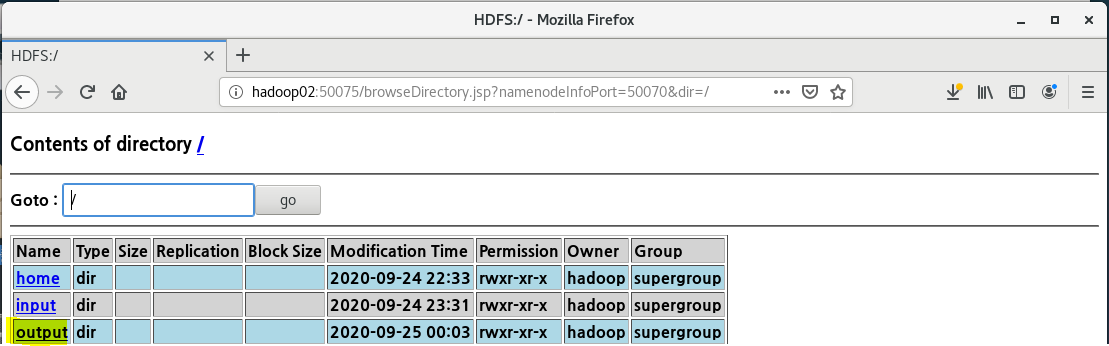 HDFS:/ - Mozilla Firefox
HDFS:/
hadoop02:50075/browseDirectory.jsp?namenodeInfoPort=50070&dir=/
Contents of directory /
Goto : / go
Name Type Size Replication Block Size Modification Time Permission Owner Group
home dir 2020-09-24 22:33 rwxr-xr-x hadoop supergroup
input dir 2020-09-24 23:31 rwxr-xr-x hadoop supergroup
output dir 2020-09-25 00:03 rwxr-xr-x hadoop supergroup